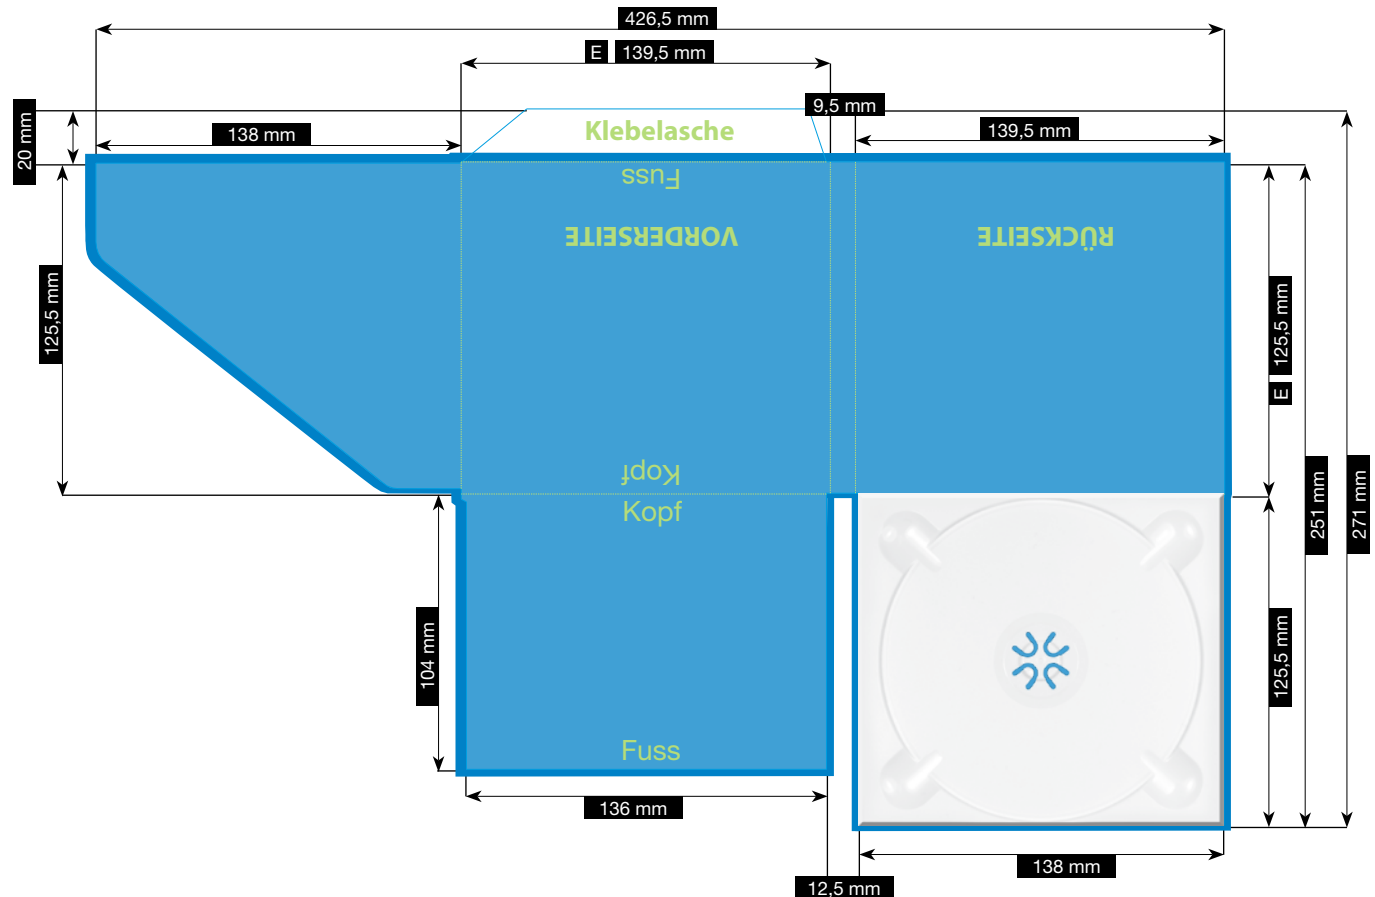 426,5 mm
E 139,5 mm
9,5 mm
20 mm
138 mm
Klebelasche
139,5 mm
Fuss
VORDERSEITE
RÜCKSEITE
125,5 mm
125,5 mm
E
Kopf
Kopf
251 mm
271 mm
104 mm
125,5 mm
Fuss
136 mm
138 mm
12,5 mm